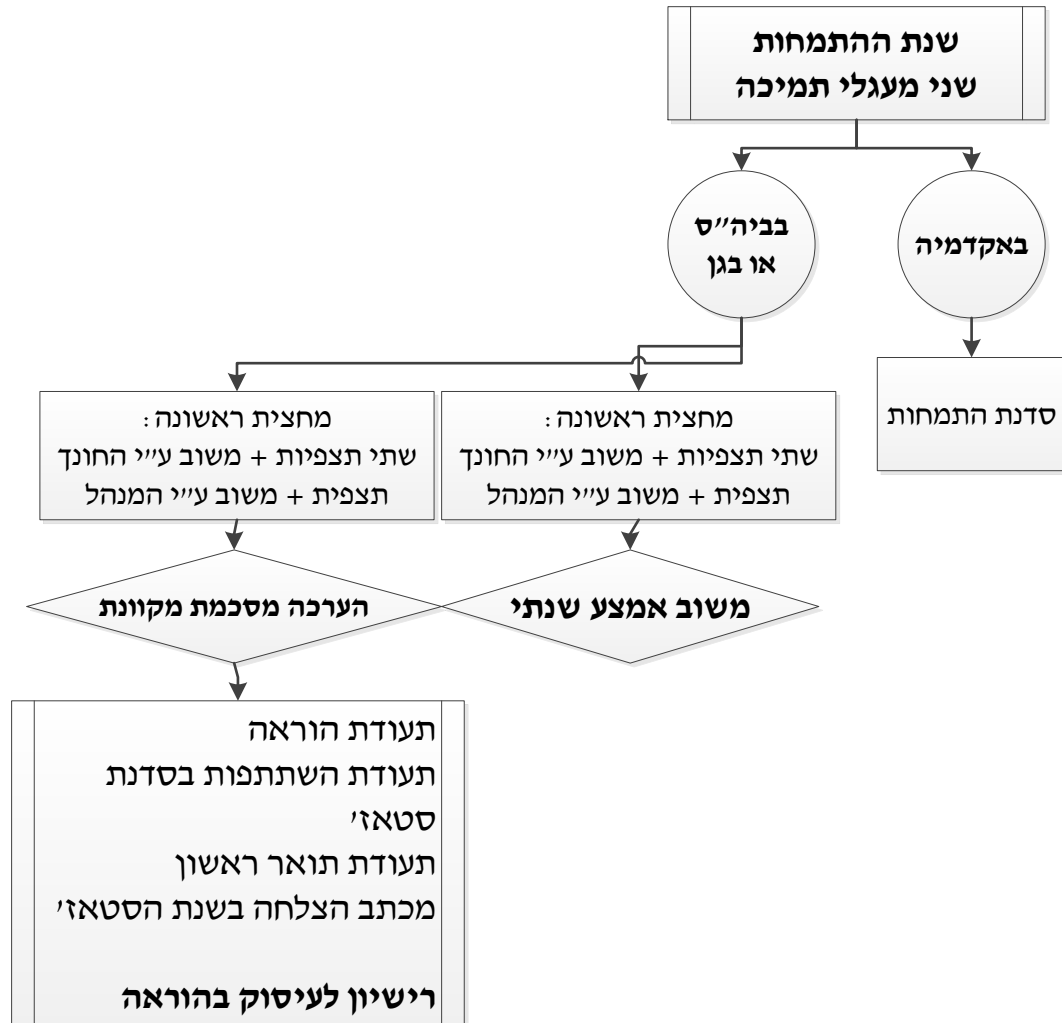 שנת ההתמחות
שני מעגלי תמיכה
באקדמיה
בביה״ס
או בגן
סדנת התמחות
מחצית ראשונה:
שתי תצפיות + משוב ע״י החונך
תצפית + משוב ע״י המנהל
מחצית ראשונה:
שתי תצפיות + משוב ע״י החונך
תצפית + משוב ע״י המנהל
משוב אמצע שנתי
הערכה מסכמת מקוונת
תעודת הוראה
תעודת השתתפות בסדנת
סטאז׳
תעודת תואר ראשון
מכתב הצלחה בשנת הסטאז׳
רישיון לעיסוק בהוראה